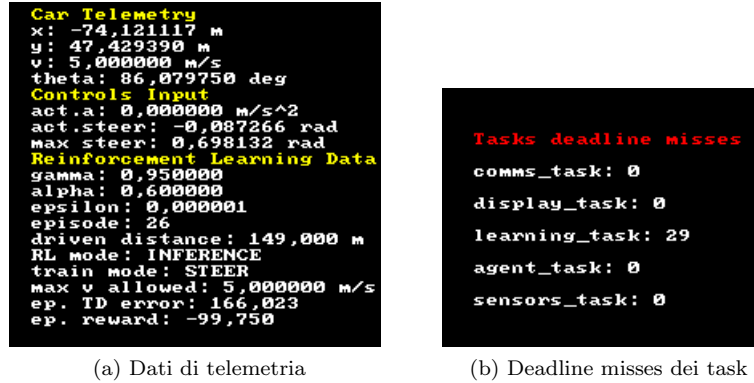 Car Telemetry
x: -74,121117 m
y: 47,429390 m
v: 5,000000 m/s
theta: 86,079750 deg
Controls Input
act.a: 0,000000 m/s^2
act.steer: -0,087266 rad
max steer: 0,698132 rad
Reinforcement Learning Data
gamma: 0,950000
alpha: 0,600000
epsilon: 0,000001
episode: 26
driven distance: 149,000 m
RL mode: INFERENCE
train mode: STEER
max v allowed: 5,000000 m/s
ep. TD error: 166,023
ep. reward: -99,750
(a) Dati di telemetria
Tasks deadline misses
comms_task: 0
display_task: 0
learning_task: 29
agent_task: 0
sensors_task: 0
(b) Deadline misses dei task